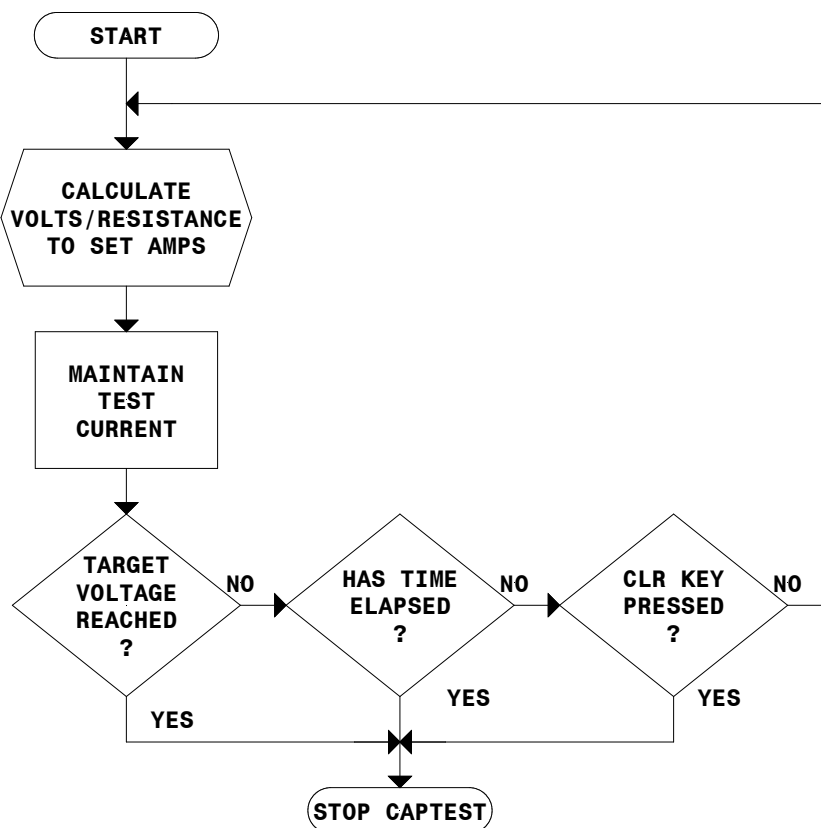 START
CALCULATE
VOLTS/RESISTANCE
TO SET AMPS
MAINTAIN
TEST
CURRENT
TARGET
VOLTAGE
REACHED
?
NO
YES
HAS TIME
ELAPSED
?
NO
YES
CLR KEY
PRESSED
?
NO
YES
STOP CAPTEST